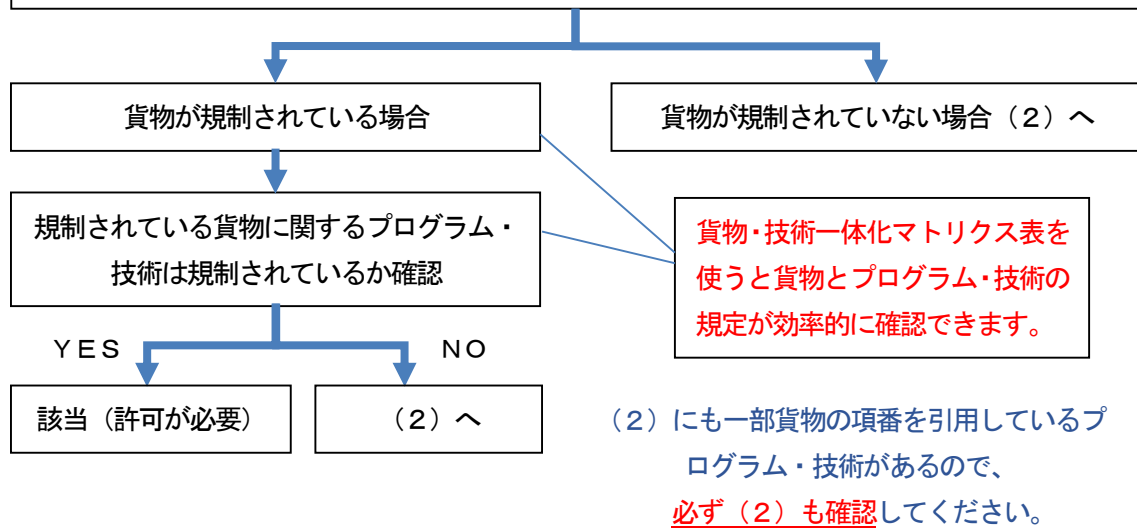 貨物が規制されている場合
貨物が規制されていない場合（２）へ
規制されている貨物に関するプログラム・
技術は規制されているか確認
貨物・技術一体化マトリクス表を
使うと貨物とプログラム・技術の
規定が効率的に確認できます。
ＹＥＳ
ＮＯ
該当（許可が必要）
（２）へ
（２）にも一部貨物の項番を引用しているプ
ログラム・技術があるので、
必ず（２）も確認してください。